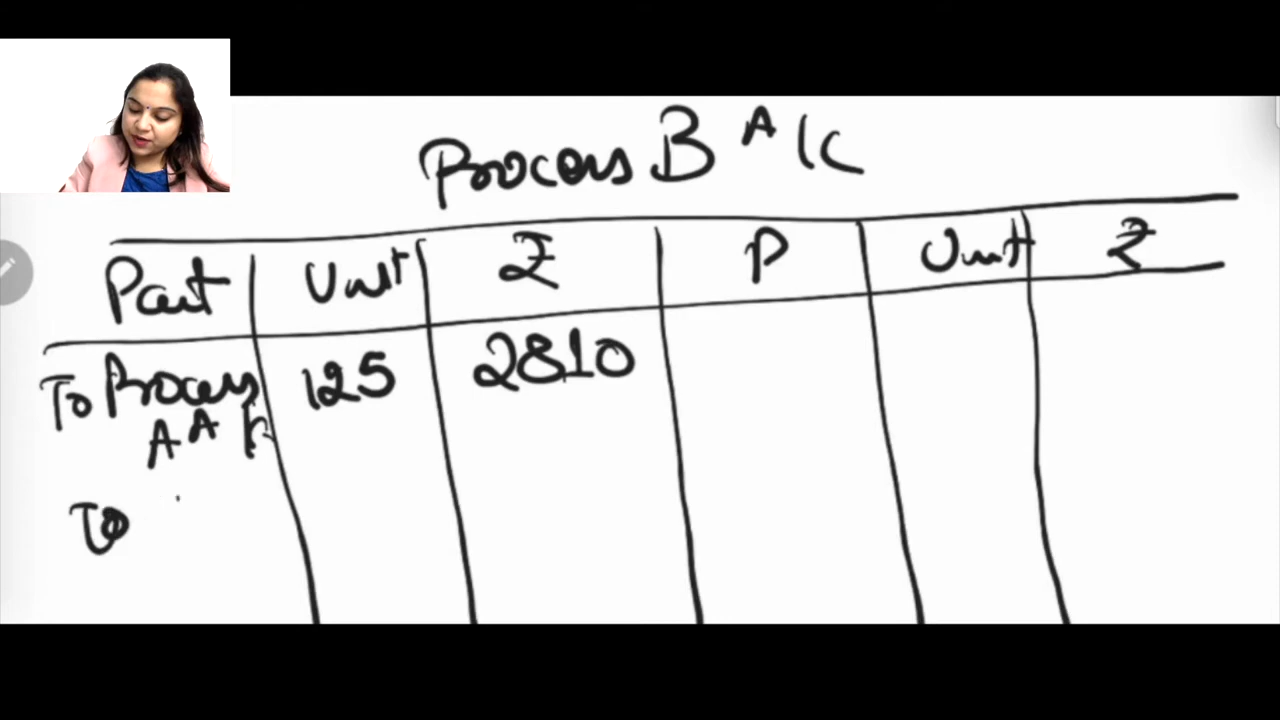 Process B A/c
Part Unit ₹ P Unit ₹
To Process 125 2810
A A/c
To